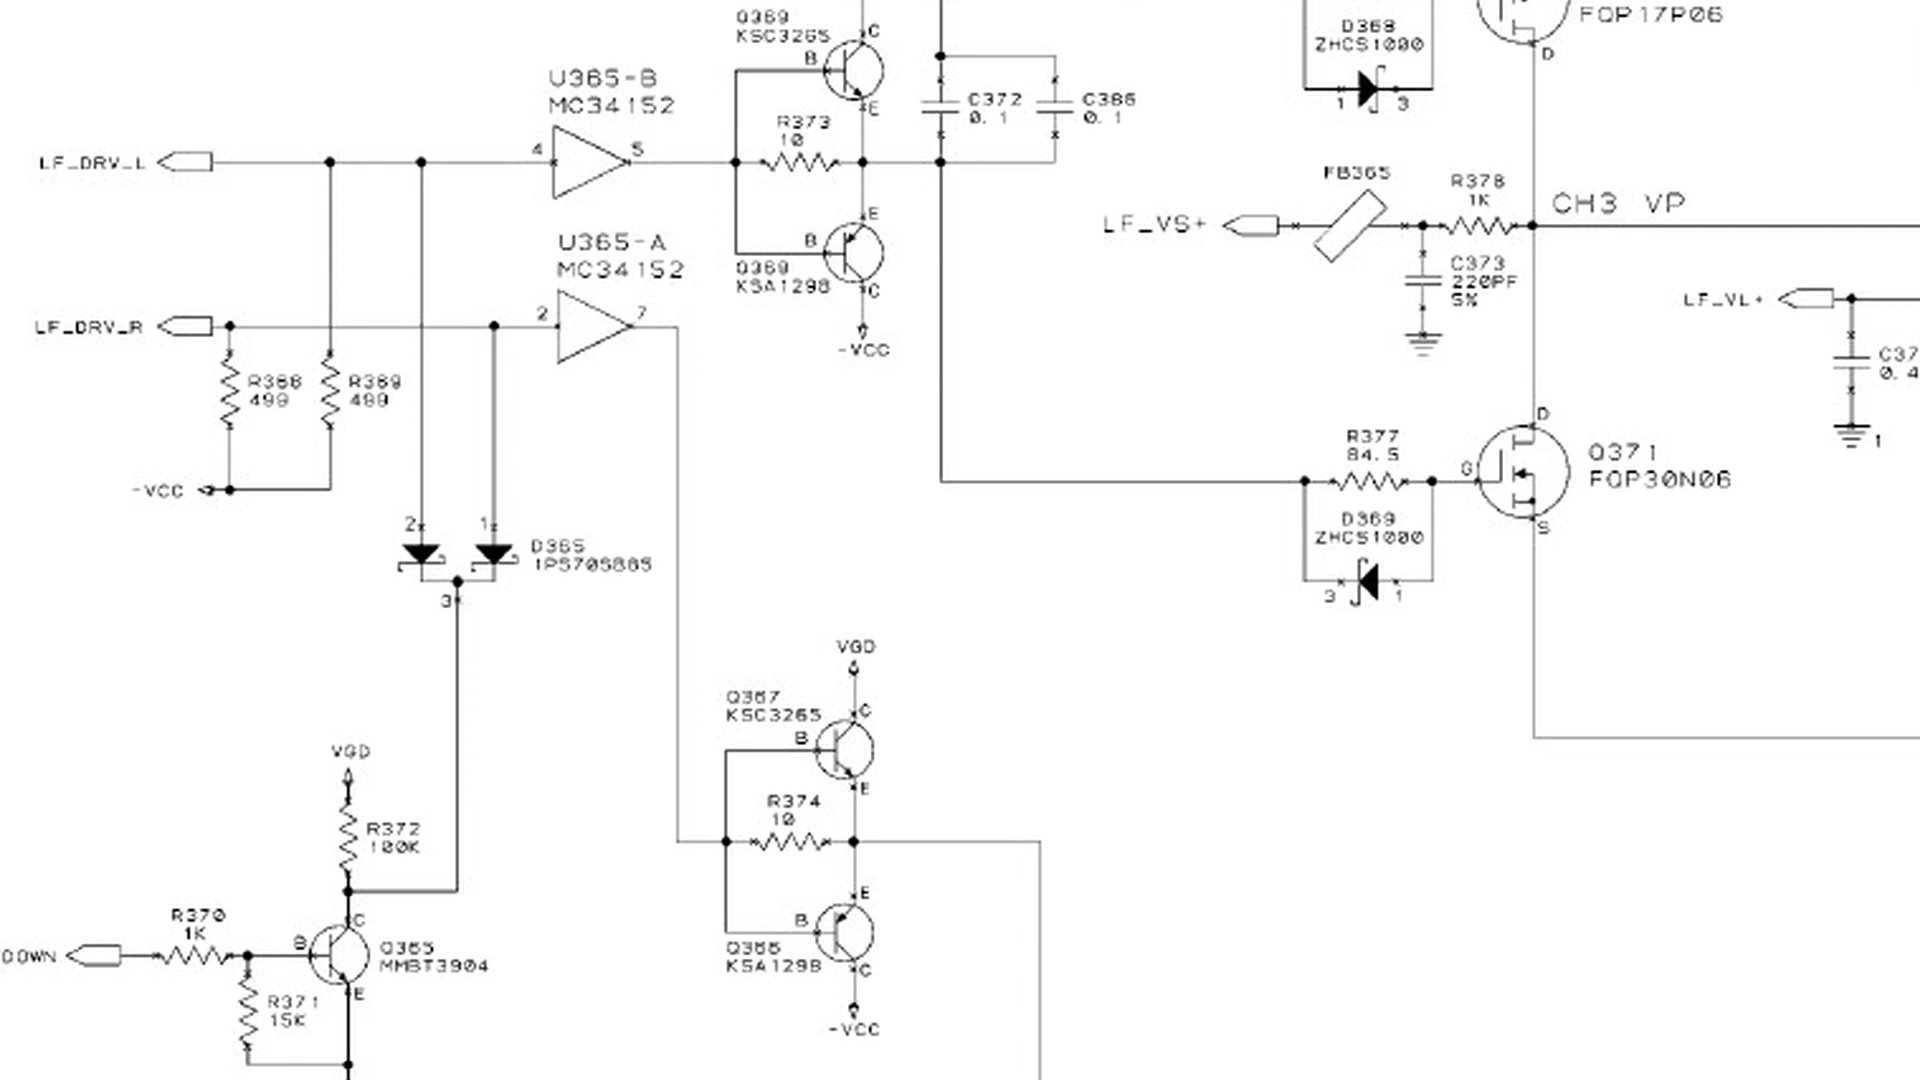 Q369
KSC3265
C
B
E
U365-B
MC34152
R373
10
4
5
LF_DRV_L
C372
0.1
C386
0.1
D368
ZHCS1000
1
3
FQP17P06
D
FB365
R378
1K
CH3 VP
LF_VS+
C373
220PF
5%
LF_VL+
C37
0.4
1
U365-A
MC34152
2
7
LF_DRV_R
E
B
Q369
KSA1298
C
-VCC
R368
499
R369
499
-VCC
2
1
D365
1PS70SB85
3
R377
84.5
G
D
S
Q371
FQP30N06
D369
ZHCS1000
3
1
VGD
Q367
KSC3265
C
B
E
R374
10
E
B
Q366
KSA1298
C
-VCC
VGD
R372
100K
R370
1K
DOWN
B
C
Q365
MMBT3904
E
R371
15K